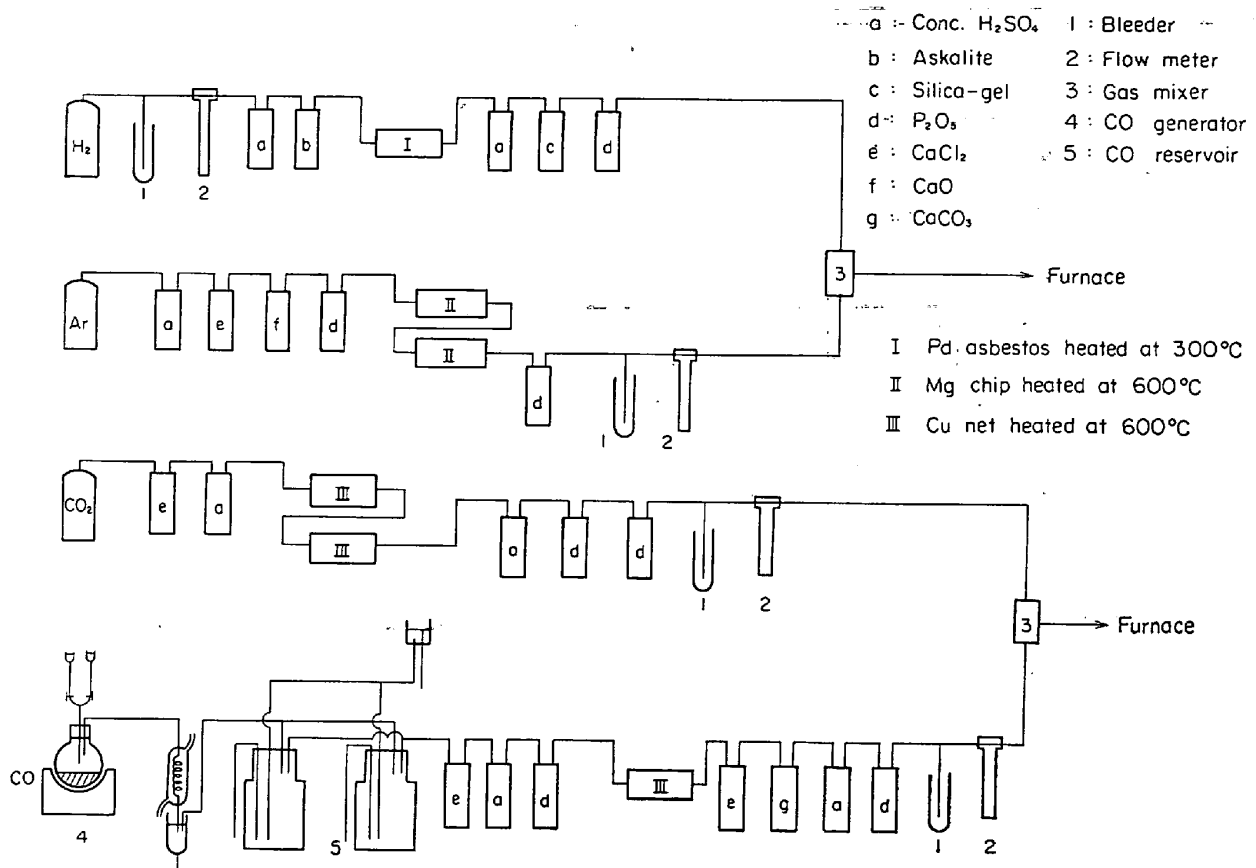 a : Conc. H₂SO₄ 1 : Bleeder
b : Askalite 2 : Flow meter
c : Silica-gel 3 : Gas mixer
d : P₂O₅ 4 : CO generator
e : CaCl₂ 5 : CO reservoir
f : CaO
g : CaCO₃
H₂ a b I a c d
1 2
3 Furnace
Ar a e f d II
II d
1 2
I Pd asbestos heated at 300°C
II Mg chip heated at 600°C
III Cu net heated at 600°C
CO₂ e a III
III a d d
1 2
3 Furnace
CO e a d III e g a d
4 5 1 2